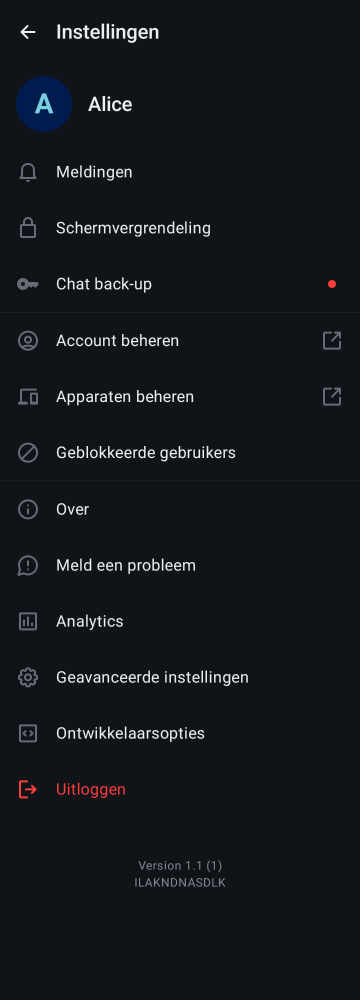 Instellingen
A
Alice
Meldingen
Schermvergrendeling
Chat back-up
Account beheren
Apparaten beheren
Geblokkeerde gebruikers
Over
Meld een probleem
Analytics
Geavanceerde instellingen
Ontwikkelaarsopties
Uitloggen
Version 1.1 (1)
ILAKNDNASDLK